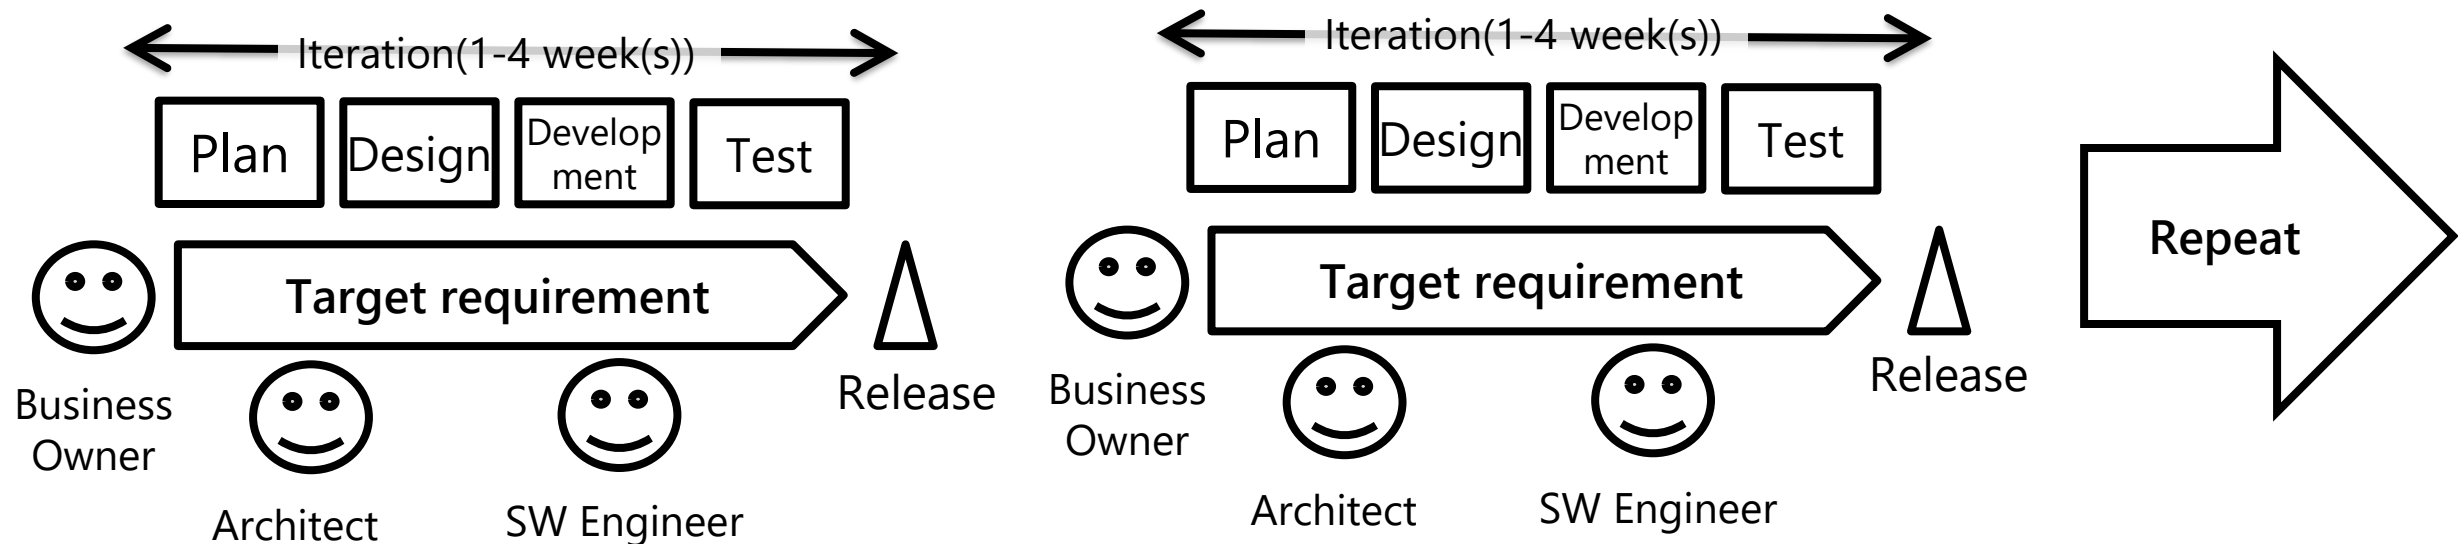 Iteration(1-4 week(s))
Plan
Design
Develop
ment
Test
Target requirement
Release
Business
Owner
Architect
SW Engineer
Iteration(1-4 week(s))
Plan
Design
Develop
ment
Test
Target requirement
Release
Business
Owner
Architect
SW Engineer
Repeat